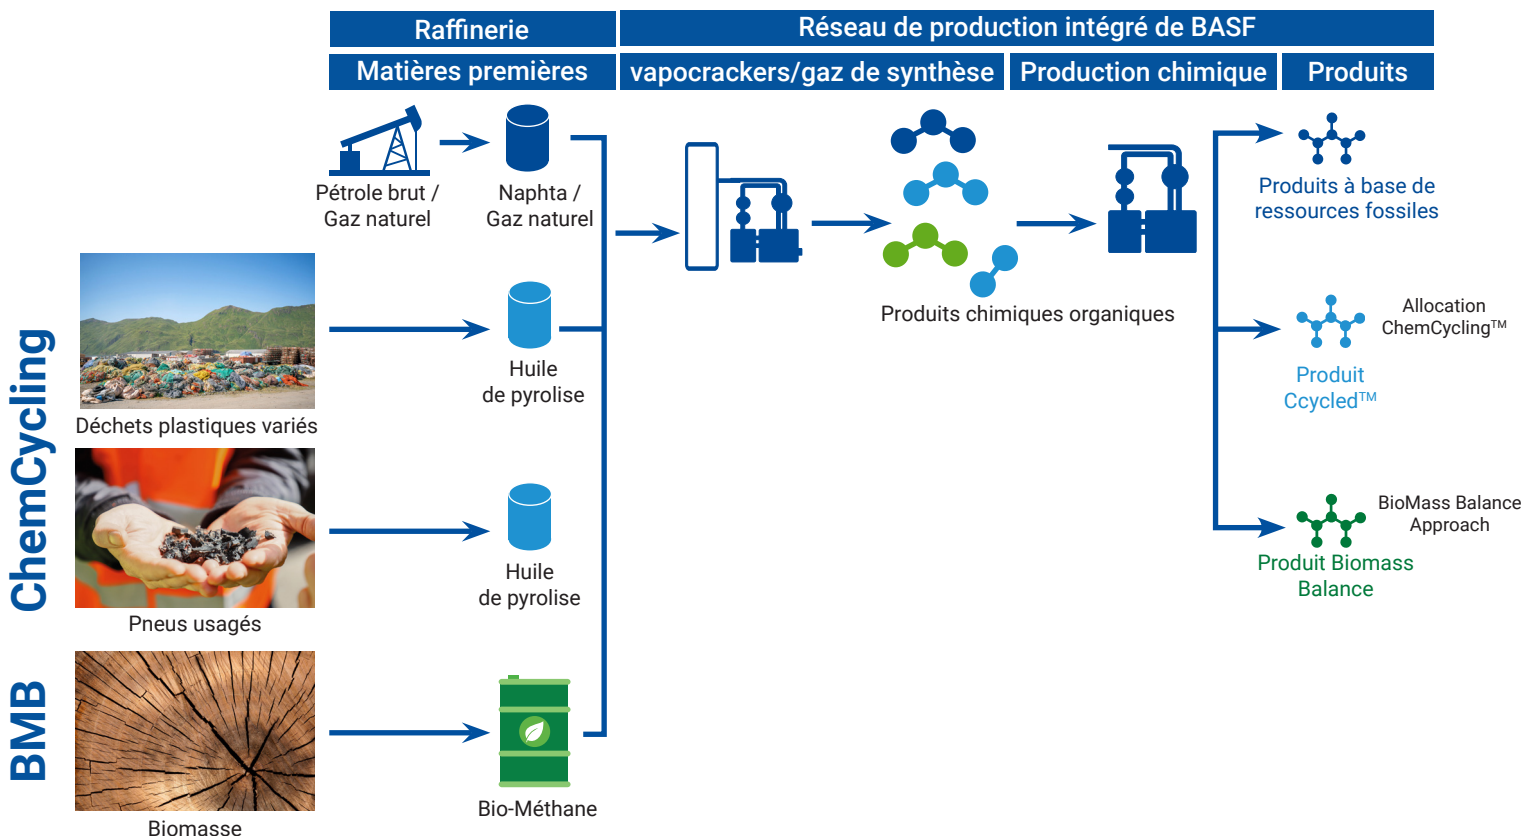 Raffinerie
Réseau de production intégré de BASF
Matières premières
vapocrackers/gaz de synthèse
Production chimique
Produits
Pétrole brut /
Gaz naturel
Naphta /
Gaz naturel
Produits à base de
ressources fossiles
Produits chimiques organiques
ChemCycling
Déchets plastiques variés
Huile
de pyrolise
Produit
Ccycled™
Allocation
ChemCycling™
Pneus usagés
Huile
de pyrolise
Produit Biomass
Balance
BioMass Balance
Approach
BMB
Biomasse
Bio-Méthane